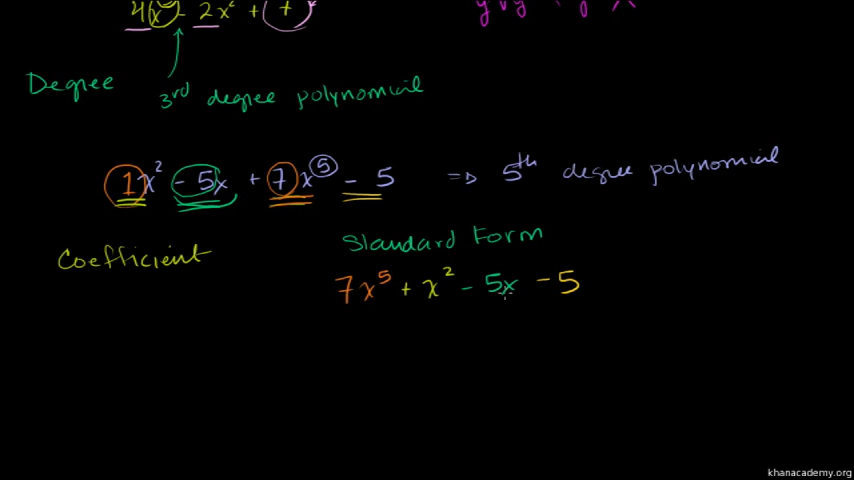 4x³ - 2x² +
Degree
3rd degree polynomial
1x² - 5x + 7x⁵ - 5 => 5th degree polynomial
Coefficient
Standard Form
7x⁵ + x² - 5x - 5
khanacademy.org